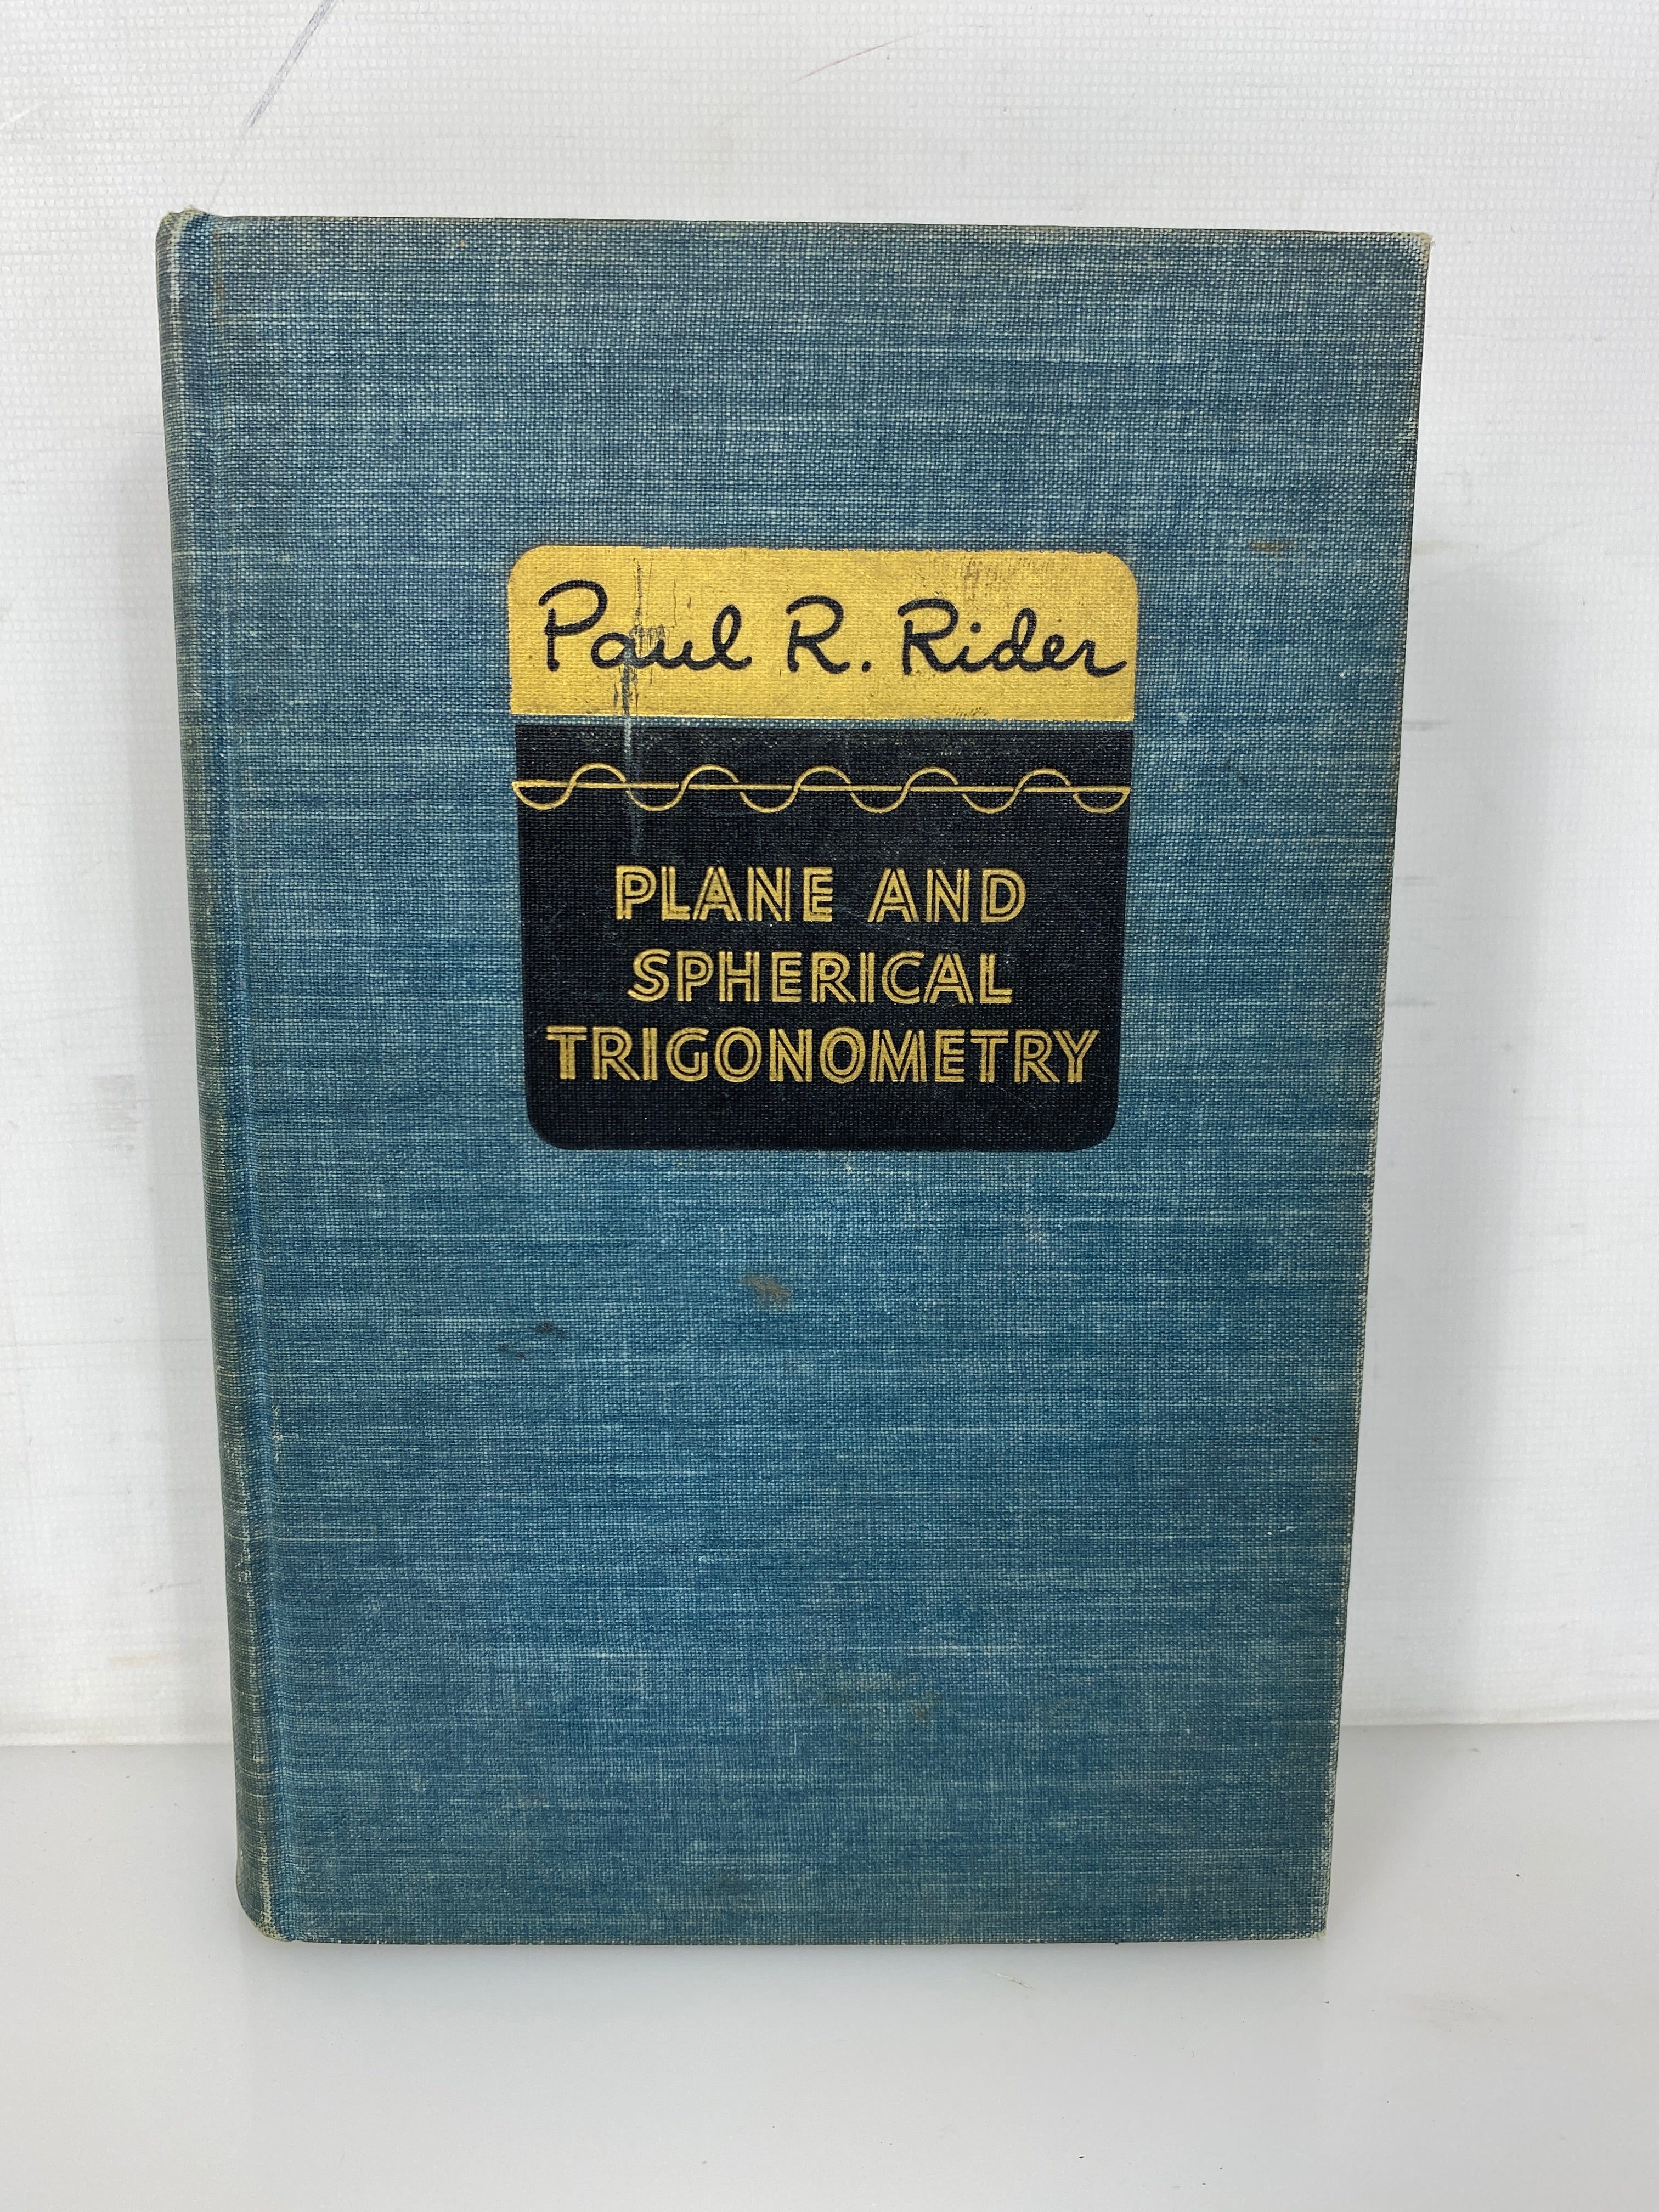 Paul R. Rider
PLANE AND
SPHERICAL
TRIGONOMETRY